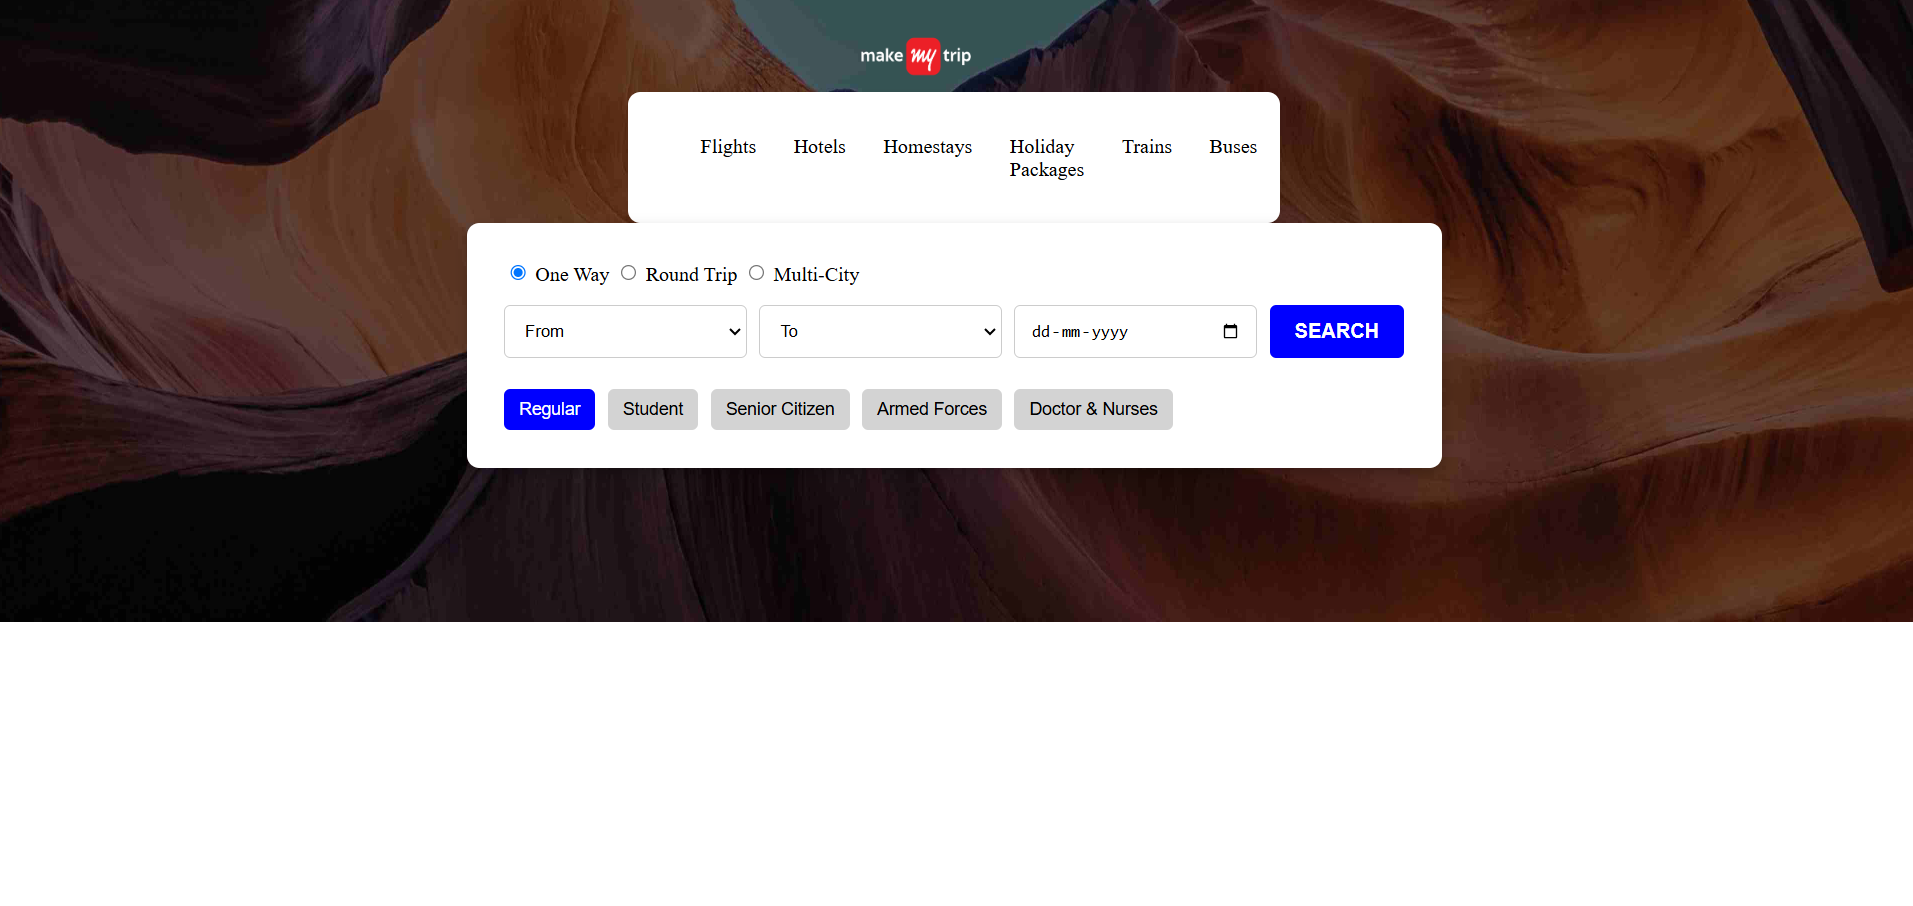 make my trip
Flights Hotels Homestays Holiday Packages Trains Buses
One Way Round Trip Multi-City
From To dd-mm-yyyy SEARCH
Regular Student Senior Citizen Armed Forces Doctor & Nurses